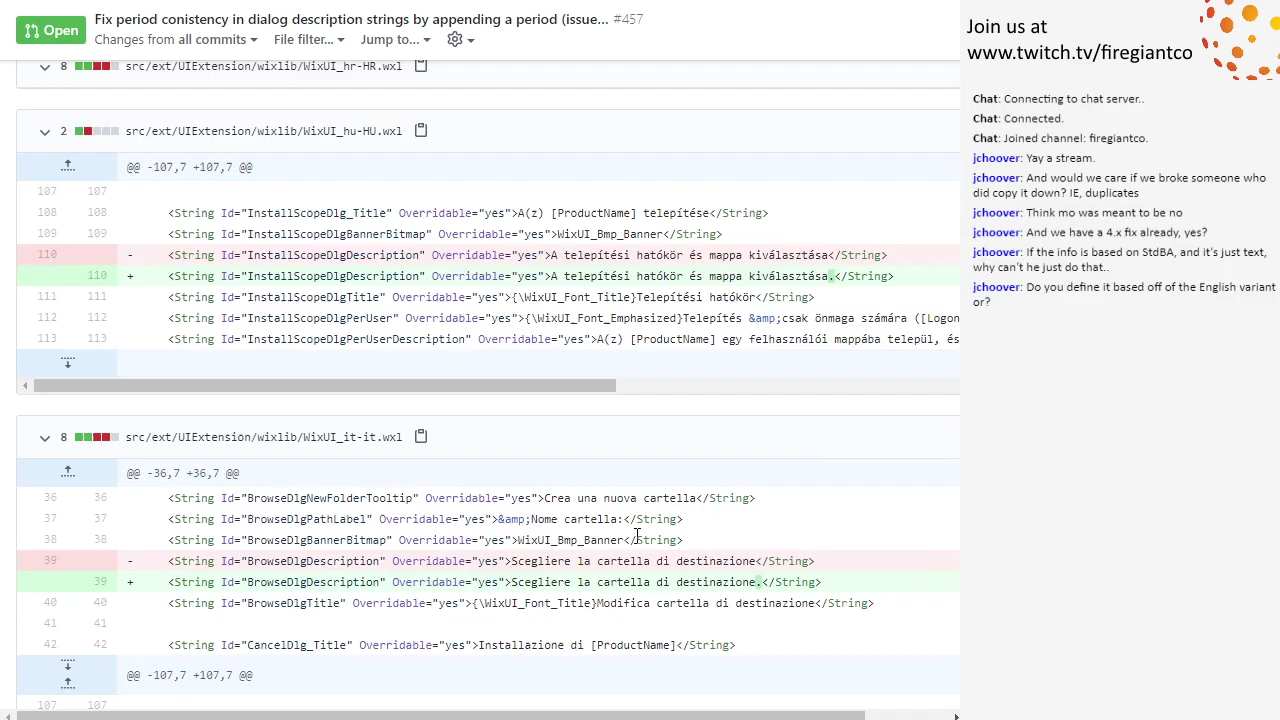 Open
Fix period conistency in dialog description strings by appending a period (issue... #457
Changes from all commits File filter... Jump to...
8 src/ext/UIExtension/wixlib/WixUI_hr-HR.wxl
2 src/ext/UIExtension/wixlib/WixUI_hu-HU.wxl
@@ -107,7 +107,7 @@
107 107
108 108 <String Id="InstallScopeDlg_Title" Overridable="yes">A(z) [ProductName] telepítése</String>
109 109 <String Id="InstallScopeDlgBannerBitmap" Overridable="yes">WixUI_Bmp_Banner</String>
110 - <String Id="InstallScopeDlgDescription" Overridable="yes">A telepítési hatókör és mappa kiválasztása</String>
110 + <String Id="InstallScopeDlgDescription" Overridable="yes">A telepítési hatókör és mappa kiválasztása.</String>
111 111 <String Id="InstallScopeDlgTitle" Overridable="yes">{\WixUI_Font_Title}Telepítési hatókör</String>
112 112 <String Id="InstallScopeDlgPerUser" Overridable="yes">{\WixUI_Font_Emphasized}Telepítés &amp;csak önmaga számára ([Logon
113 113 <String Id="InstallScopeDlgPerUserDescription" Overridable="yes">A(z) [ProductName] egy felhasználói mappába települ, és
8 src/ext/UIExtension/wixlib/WixUI_it-it.wxl
@@ -36,7 +36,7 @@
36 36 <String Id="BrowseDlgNewFolderTooltip" Overridable="yes">Crea una nuova cartella</String>
37 37 <String Id="BrowseDlgPathLabel" Overridable="yes">&amp;Nome cartella:</String>
38 38 <String Id="BrowseDlgBannerBitmap" Overridable="yes">WixUI_Bmp_Banner</String>
39 - <String Id="BrowseDlgDescription" Overridable="yes">Scegliere la cartella di destinazione</String>
39 + <String Id="BrowseDlgDescription" Overridable="yes">Scegliere la cartella di destinazione.</String>
40 40 <String Id="BrowseDlgTitle" Overridable="yes">{\WixUI_Font_Title}Modifica cartella di destinazione</String>
41 41
42 42 <String Id="CancelDlg_Title" Overridable="yes">Installazione di [ProductName]</String>
@@ -107,7 +107,7 @@
107 107
Join us at
www.twitch.tv/firegiantco
Chat: Connecting to chat server..
Chat: Connected.
Chat: Joined channel: firegiantco.
jchoover: Yay a stream.
jchoover: And would we care if we broke someone who
did copy it down? IE, duplicates
jchoover: Think mo was meant to be no
jchoover: And we have a 4.x fix already, yes?
jchoover: If the info is based on StdBA, and it's just text,
why can't he just do that..
jchoover: Do you define it based off of the English variant
or?